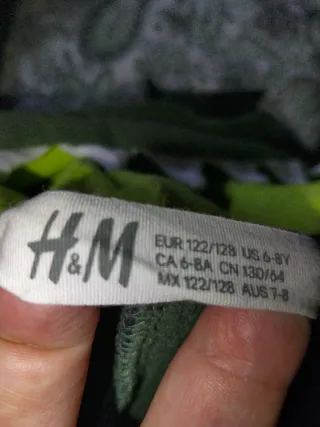 H&M
EUR 122/128 US 6-8Y
CA 6-8A CN 130/64
MX 122/128 AUS 7-8